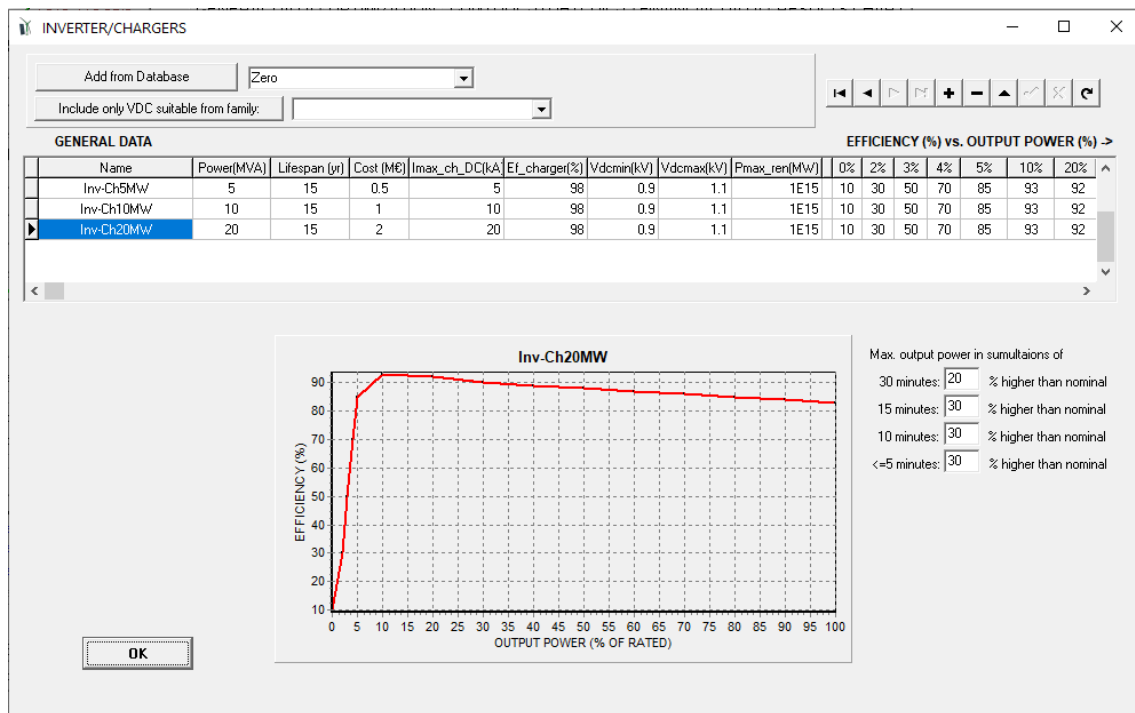 INVERTER/CHARGERS
Add from Database Zero
Include only VDC suitable from family:
GENERAL DATA EFFICIENCY (%) vs. OUTPUT POWER (%) ->
Name Power(MVA) Lifespan (yr) Cost (M€) Imax_ch_DC(kA) Ef_charger(%) Vdcmin(kV) Vdcmax(kV) Pmax_ren(MW) 0% 2% 3% 4% 5% 10% 20%
Inv-Ch5MW 5 15 0.5 5 98 0.9 1.1 1E15 10 30 50 70 85 93 92
Inv-Ch10MW 10 15 1 10 98 0.9 1.1 1E15 10 30 50 70 85 93 92
Inv-Ch20MW 20 15 2 20 98 0.9 1.1 1E15 10 30 50 70 85 93 92
Inv-Ch20MW
EFFICIENCY (%)
90
80
70
60
50
40
30
20
10
0 5 10 15 20 25 30 35 40 45 50 55 60 65 70 75 80 85 90 95 100
OUTPUT POWER (% OF RATED)
Max. output power in sumultaions of
30 minutes: 20 % higher than nominal
15 minutes: 30 % higher than nominal
10 minutes: 30 % higher than nominal
<=5 minutes: 30 % higher than nominal
OK